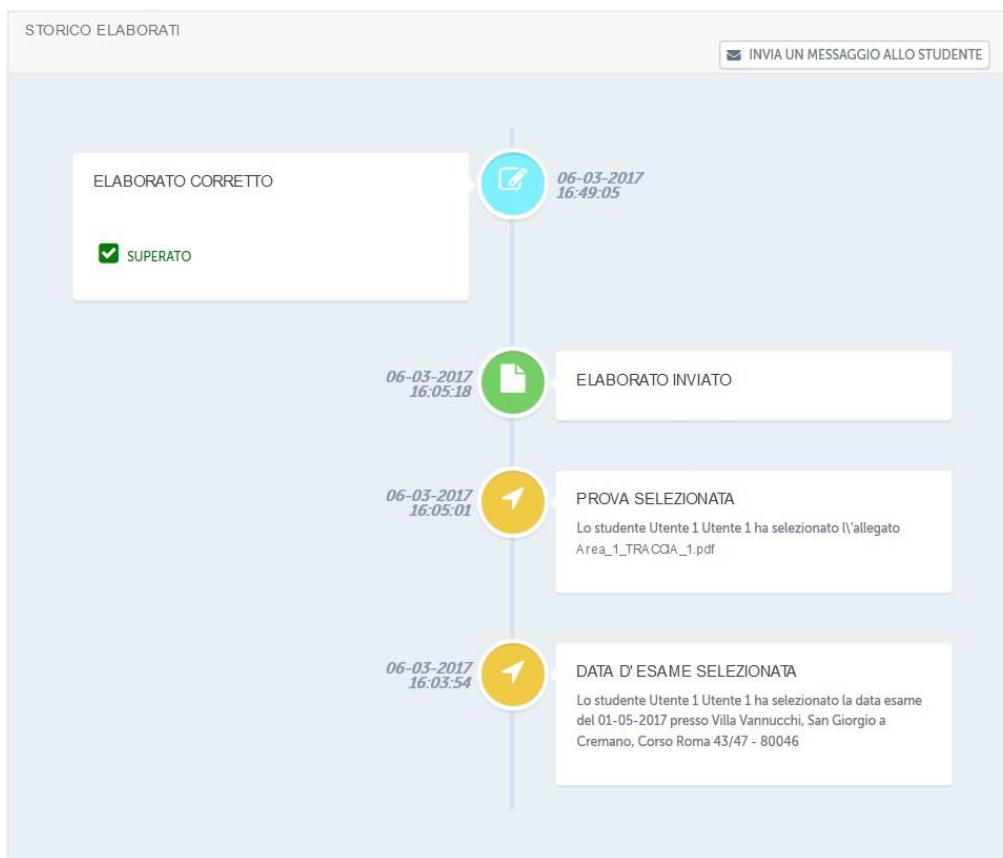 STORICO ELABORATI
INVIA UN MESSAGGIO ALLO STUDENTE
ELABORATO CORRETTO
06-03-2017
16:49:05
SUPERATO
06-03-2017
16:05:18
ELABORATO INVIATO
06-03-2017
16:05:01
PROVA SELEZIONATA
Lo studente Utente 1 Utente 1 ha selezionato l\'allegato
Area_1_TRACCIA_1.pdf
06-03-2017
16:03:54
DATA D' ESAME SELEZIONATA
Lo studente Utente 1 Utente 1 ha selezionato la data esame
del 01-05-2017 presso Villa Vannucchi, San Giorgio a
Cremano, Corso Roma 43/47 - 80046